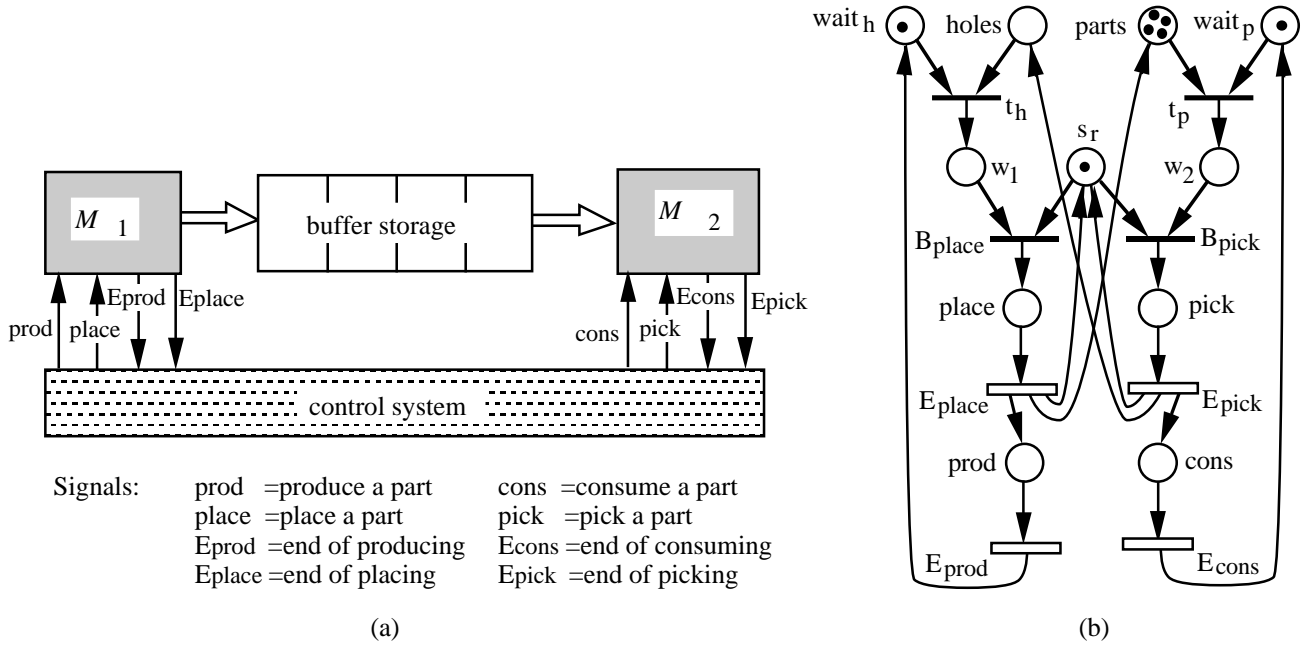 M 1
buffer storage
M 2
prod
place
Eprod
Eplace
cons
pick
Econs
Epick
control system
Signals:
prod =produce a part
cons =consume a part
place =place a part
pick =pick a part
Eprod =end of producing
Econs =end of consuming
Eplace =end of placing
Epick =end of picking
(a)
wait h
holes
parts
wait p
t h
t p
s r
w 1
w 2
B place
B pick
place
pick
E place
E pick
prod
cons
E prod
E cons
(b)